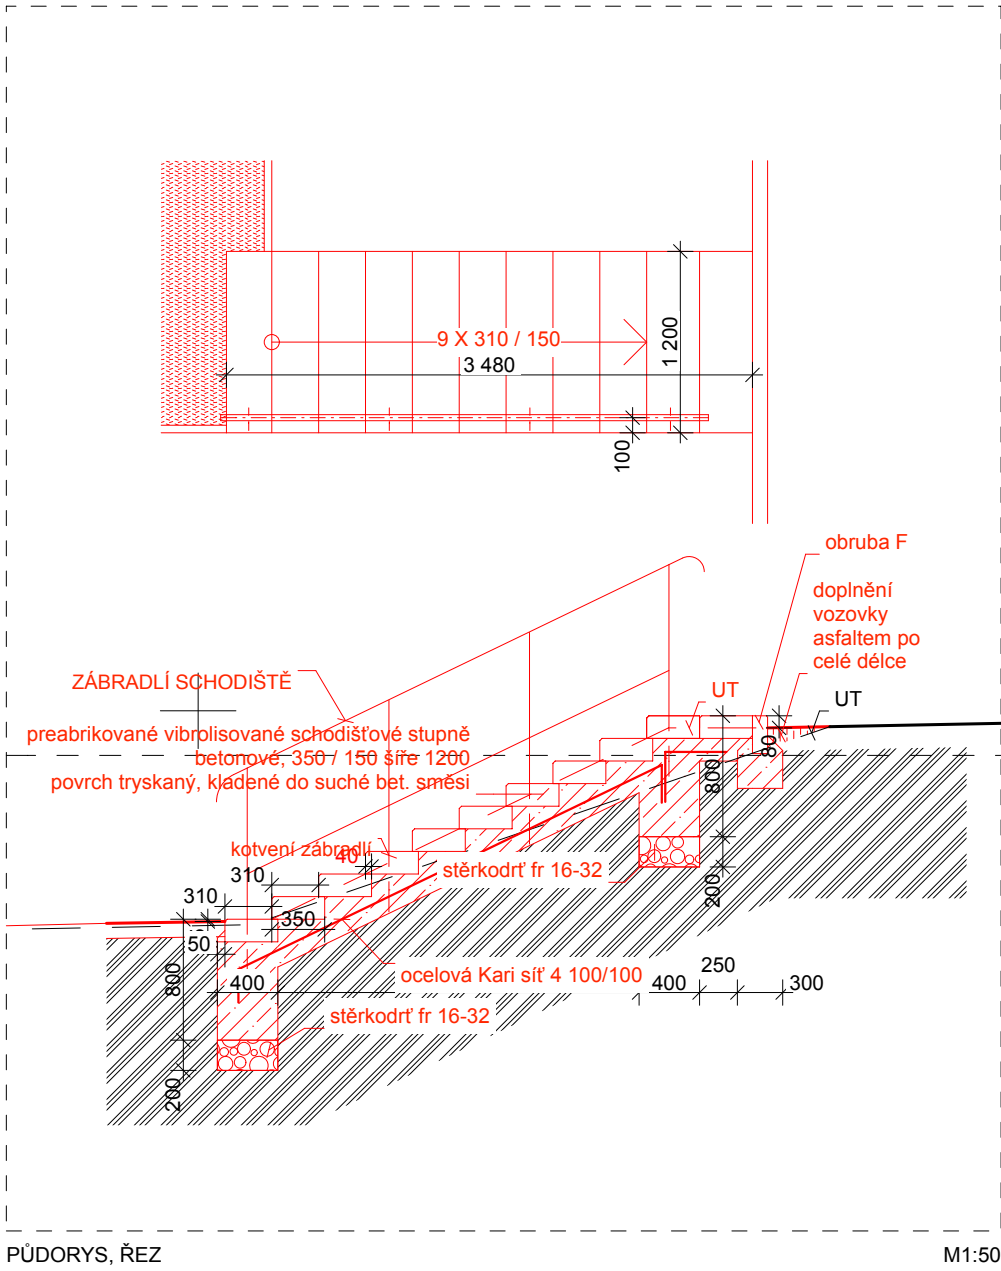 9 X 310 / 150
3 480
1 200
100
obruba F
doplnění
vozovky
asfaltem po
celé délce
ZÁBRADLÍ SCHODIŠTĚ
UT
UT
preabrikované vibrolisované schodišťové stupně
betonové, 350 / 150 šíře 1200
povrch tryskaný, kladené do suché bet. směsi
80
800
kotvení zábradlí
40
310
stěrkodrť fr 16-32
200
310
350
50
800
400
ocelová Kari síť 4 100/100
400
250
300
stěrkodrť fr 16-32
200
PŮDORYS, ŘEZ
M1:50